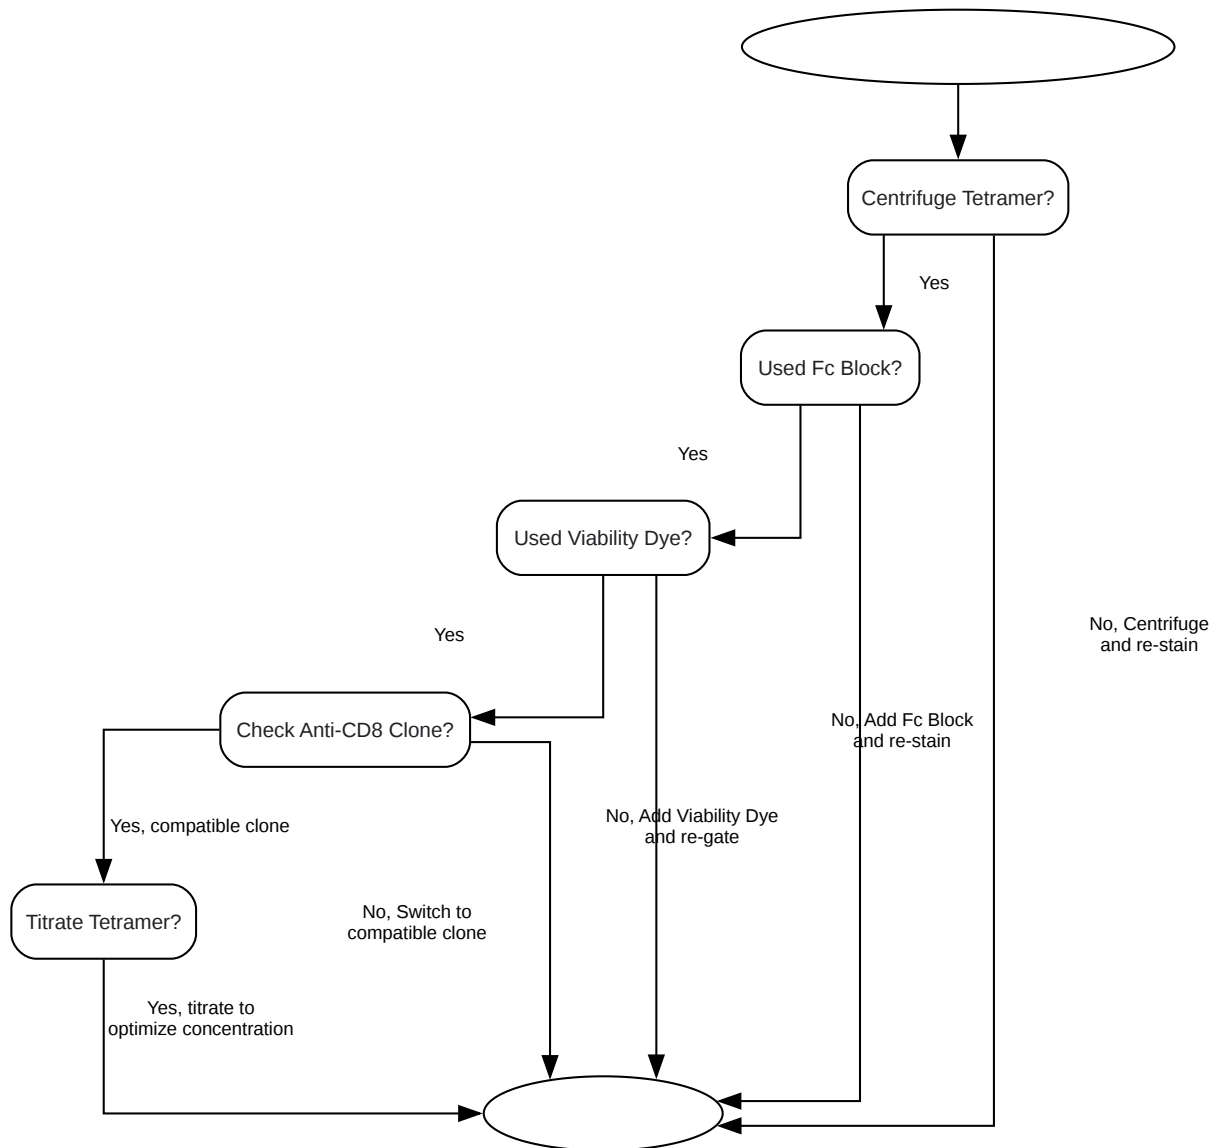 Centrifuge Tetramer?
Yes
Used Fc Block?
Yes
Used Viability Dye?
Yes
No, Centrifuge
and re-stain
Check Anti-CD8 Clone?
No, Add Fc Block
and re-stain
Yes, compatible clone
No, Add Viability Dye
and re-gate
Titrate Tetramer?
No, Switch to
compatible clone
Yes, titrate to
optimize concentration